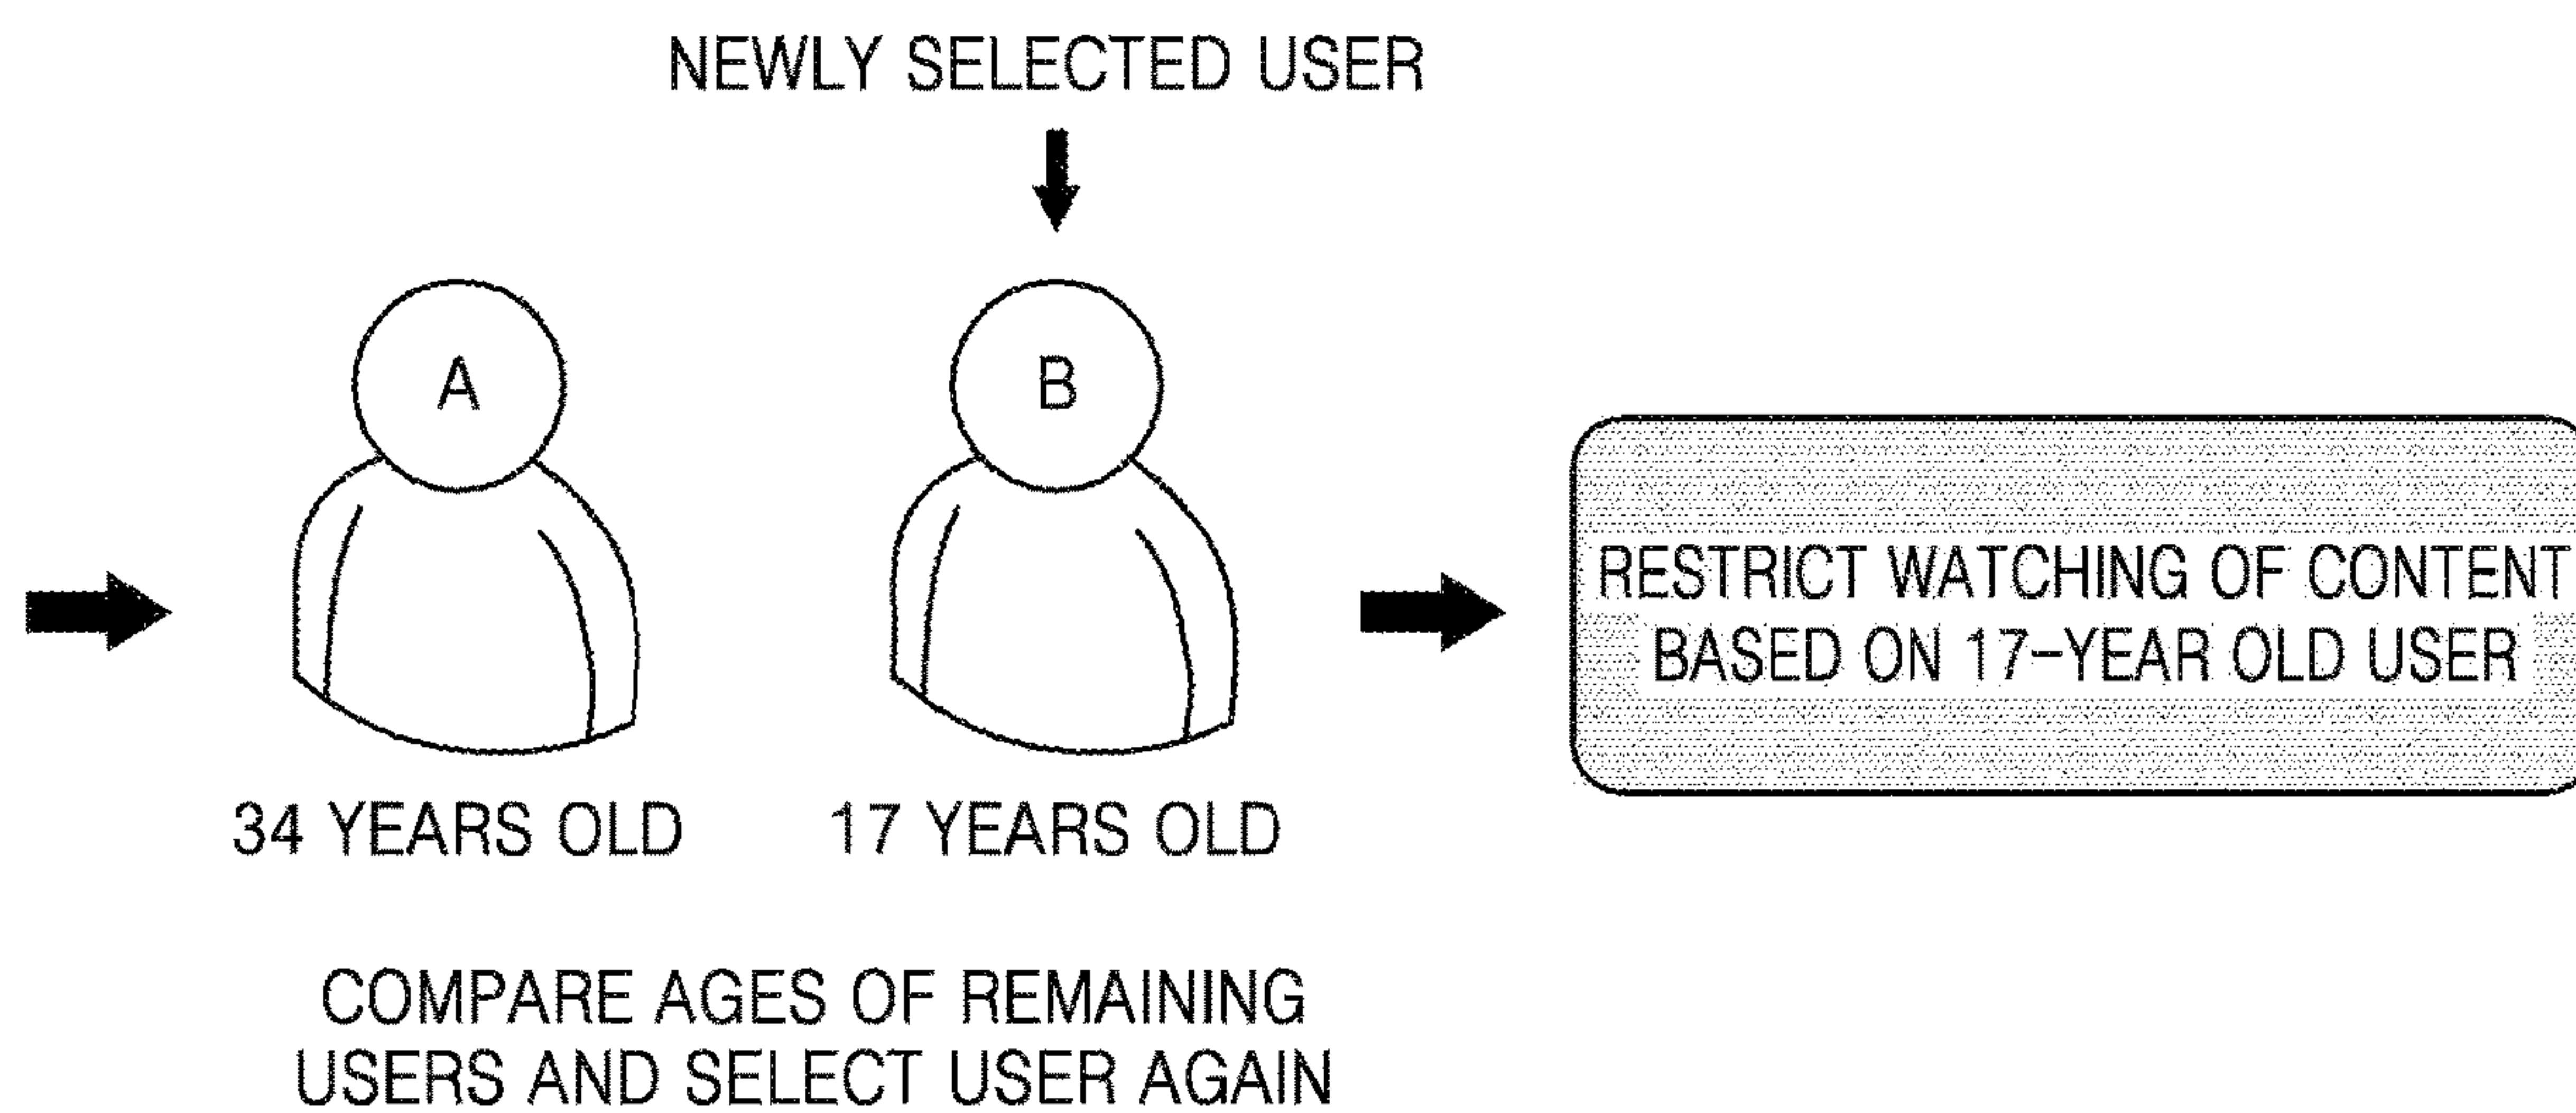 NEWLY SELECTED USER
A
B
34 YEARS OLD
17 YEARS OLD
RESTRICT WATCHING OF CONTENT
BASED ON 17-YEAR OLD USER
COMPARE AGES OF REMAINING
USERS AND SELECT USER AGAIN